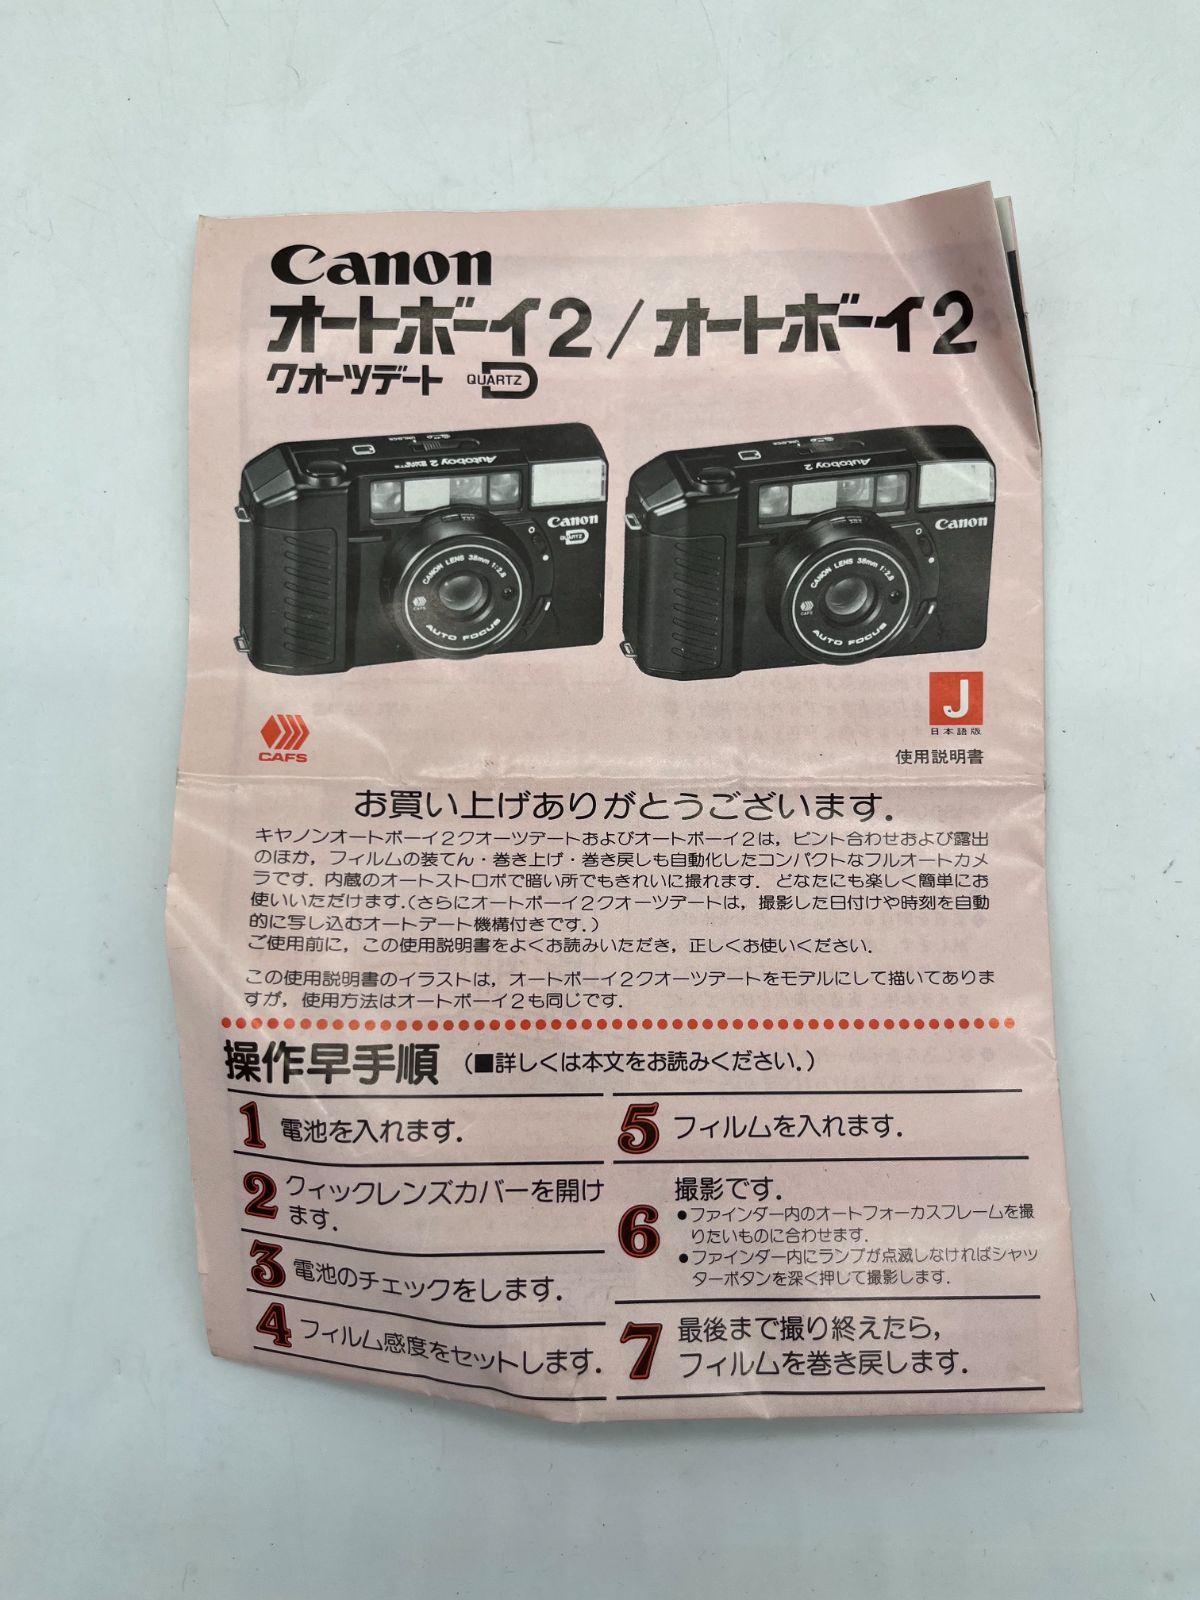 Canon
オートボーイ2/オートボーイ2
クオーツデート QUARTZ D
Autoboy 2
Canon
QUARTZ D
CANON LENS 38mm 1:2.8
CAFS
AUTO FOCUS
Autoboy 2
Canon
CANON LENS 38mm 1:2.8
CAFS
AUTO FOCUS
CAFS
J
日本語版
使用説明書
お買い上げありがとうございます.
キヤノンオートボーイ2クオーツデートおよびオートボーイ2は,ピント合わせおよび露出
のほか,フィルムの装てん・巻き上げ・巻き戻しも自動化したコンパクトなフルオートカメ
ラです.内蔵のオートストロボで暗い所でもきれいに撮れます.どなたにも楽しく簡単にお
使いいただけます.(さらにオートボーイ2クオーツデートは,撮影した日付けや時刻を自動
的に写し込むオートデート機構付きです.)
ご使用前に,この使用説明書をよくお読みいただき,正しくお使いください.
この使用説明書のイラストは,オートボーイ2クオーツデートをモデルにして描いてありま
すが,使用方法はオートボーイ2も同じです.
操作早手順 (■詳しくは本文をお読みください.)
1 電池を入れます.
2 クィックレンズカバーを開け
ます.
3 電池のチェックをします.
4 フィルム感度をセットします.
5 フィルムを入れます.
6 撮影です.
●ファインダー内のオートフォーカスフレームを撮
りたいものに合わせます.
●ファインダー内にランプが点滅しなければシャッ
ターボタンを深く押して撮影します.
7 最後まで撮り終えたら,
フィルムを巻き戻します.